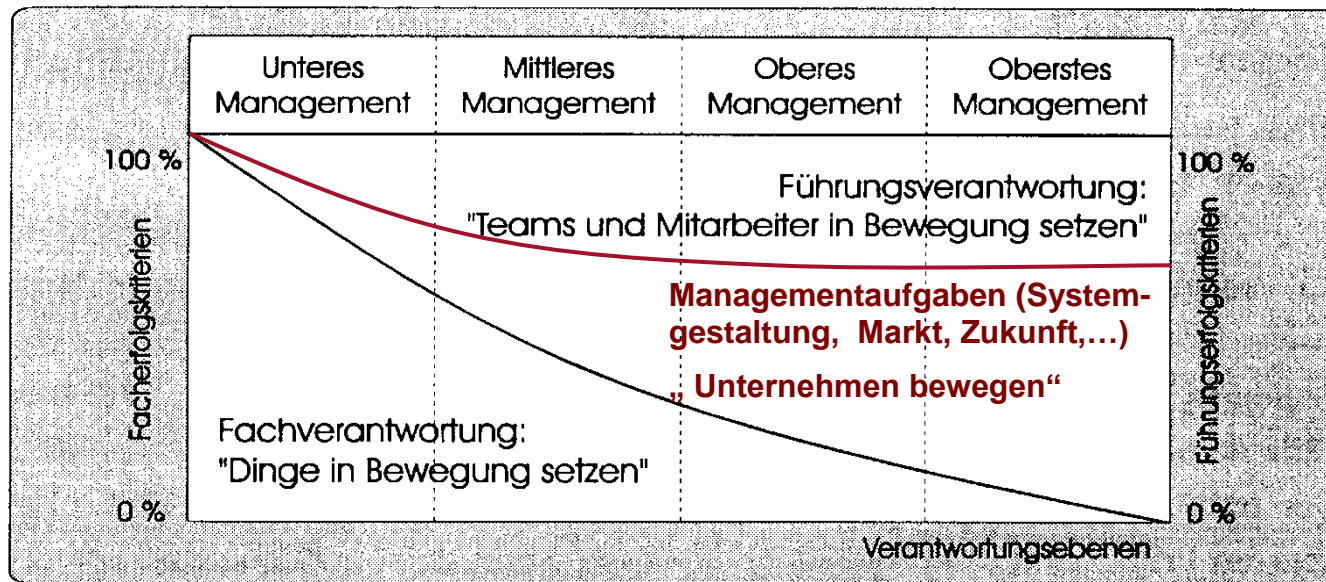 Unteres
Management
Mittleres
Management
Oberes
Management
Oberstes
Management
100 %
100 %
Facherfolgskriterien
Führungserfolgskriterien
Führungsverantwortung:
"Teams und Mitarbeiter in Bewegung setzen"
Managementaufgaben (System-
gestaltung, Markt, Zukunft,…)
„ Unternehmen bewegen“
Fachverantwortung:
"Dinge in Bewegung setzen"
0 %
0 %
Verantwortungsebenen